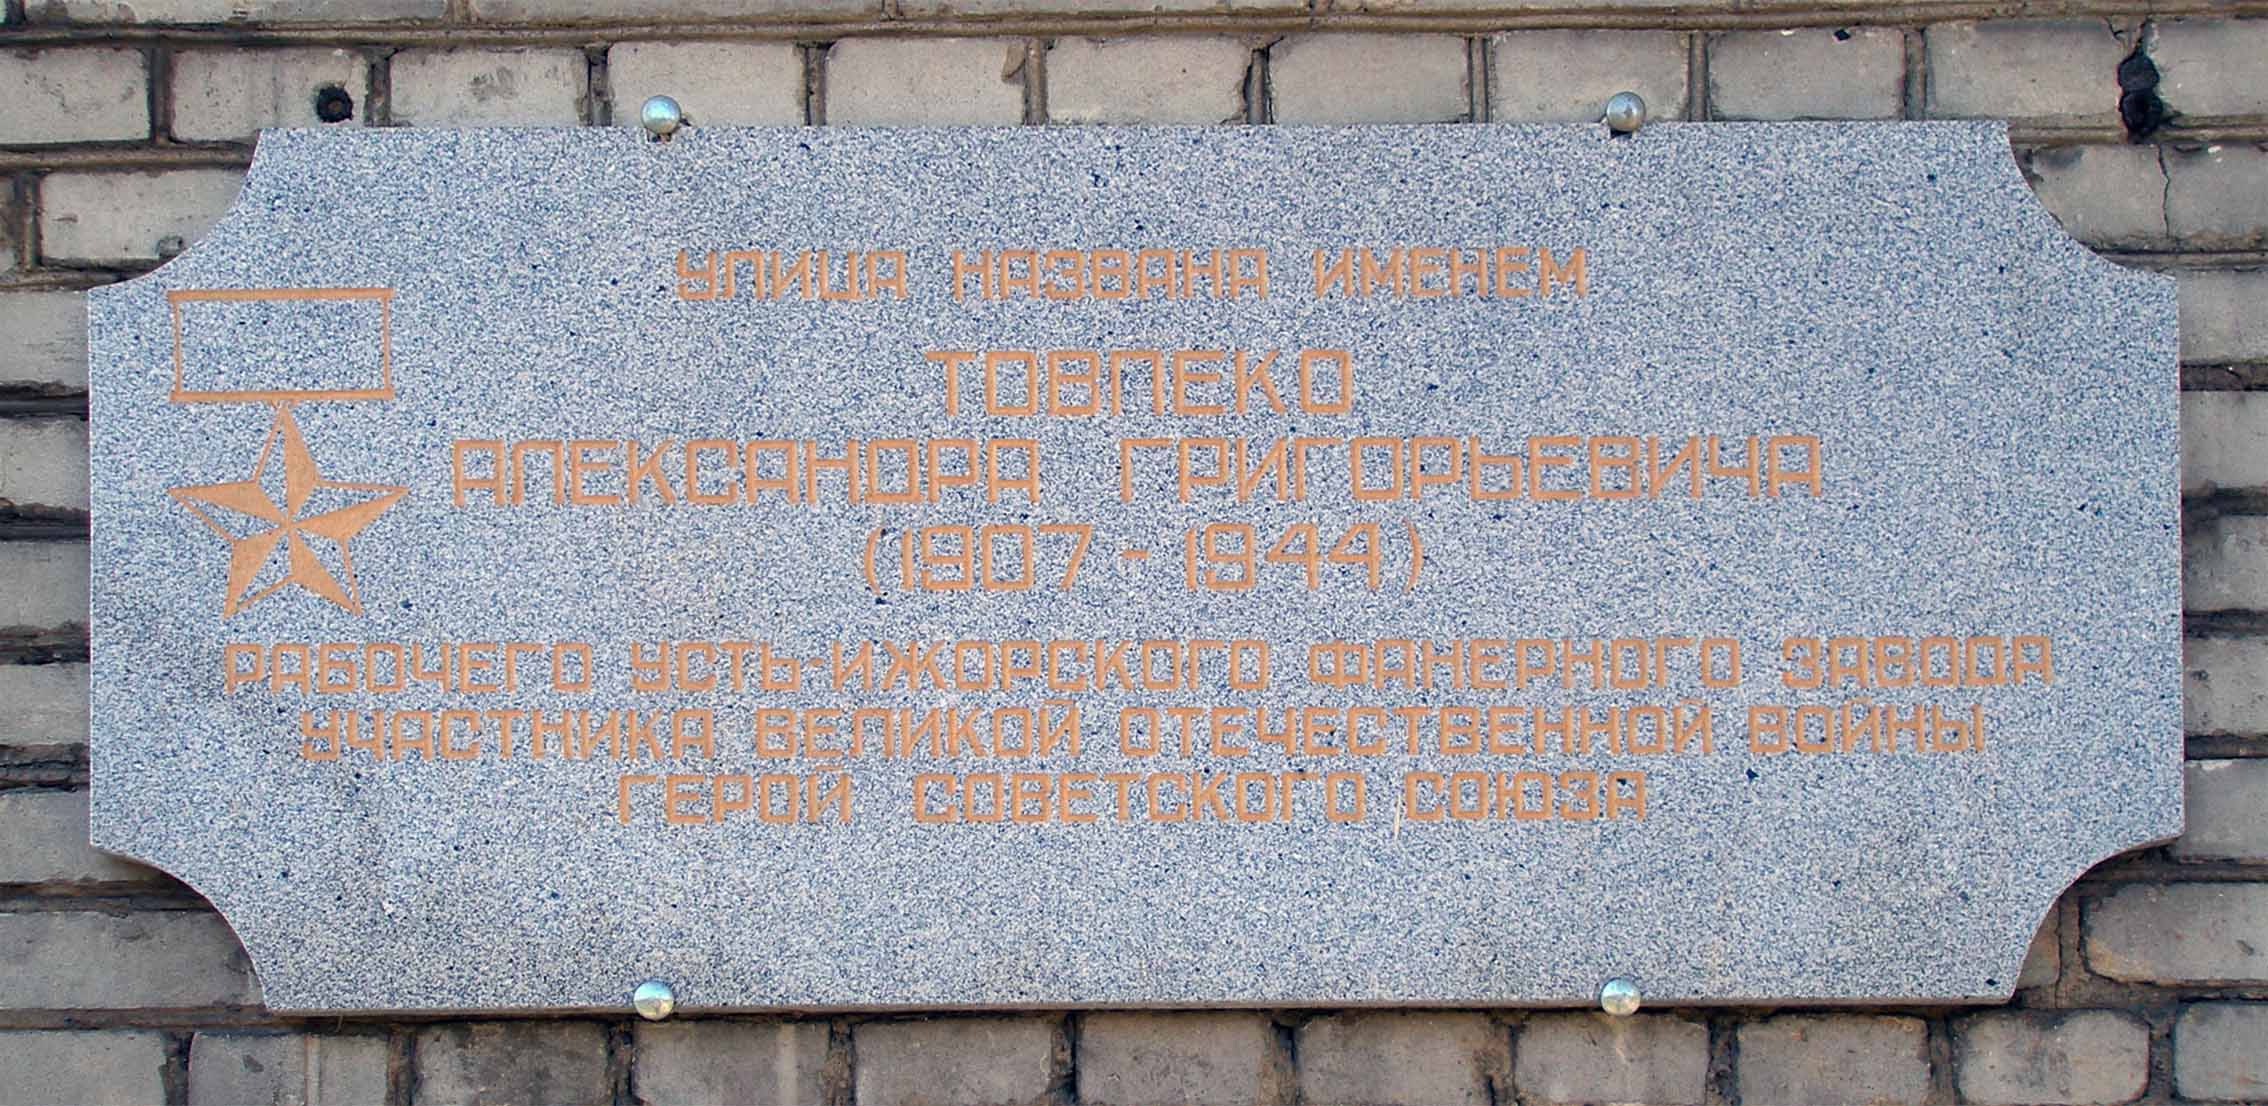 УЛИЦА НАЗВАНА ИМЕНЕМ
ТОВПЕКО
АЛЕКСАНДРА ГРИГОРЬЕВИЧА
(1907 - 1944)
РАБОЧЕГО УСТЬ-ИЖОРСКОГО ФАНЕРНОГО ЗАВОДА
УЧАСТНИКА ВЕЛИКОЙ ОТЕЧЕСТВЕННОЙ ВОЙНЫ
ГЕРОЙ СОВЕТСКОГО СОЮЗА